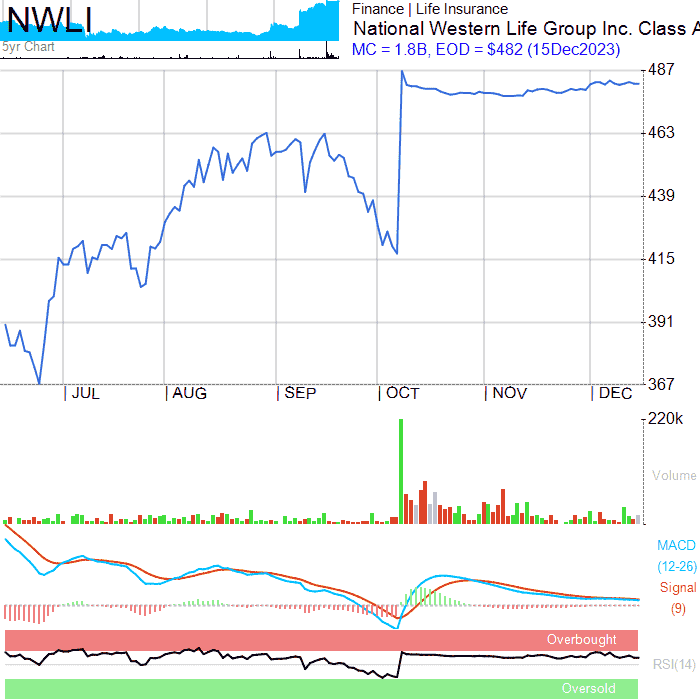 NWLI
5yr Chart
Finance | Life Insurance
National Western Life Group Inc. Class A
MC = 1.8B, EOD = $482 (15Dec2023)
487
463
439
415
391
367
JUL
AUG
SEP
OCT
NOV
DEC
220k
Volume
MACD
(12-26)
Signal
(9)
Overbought
RSI(14)
Oversold